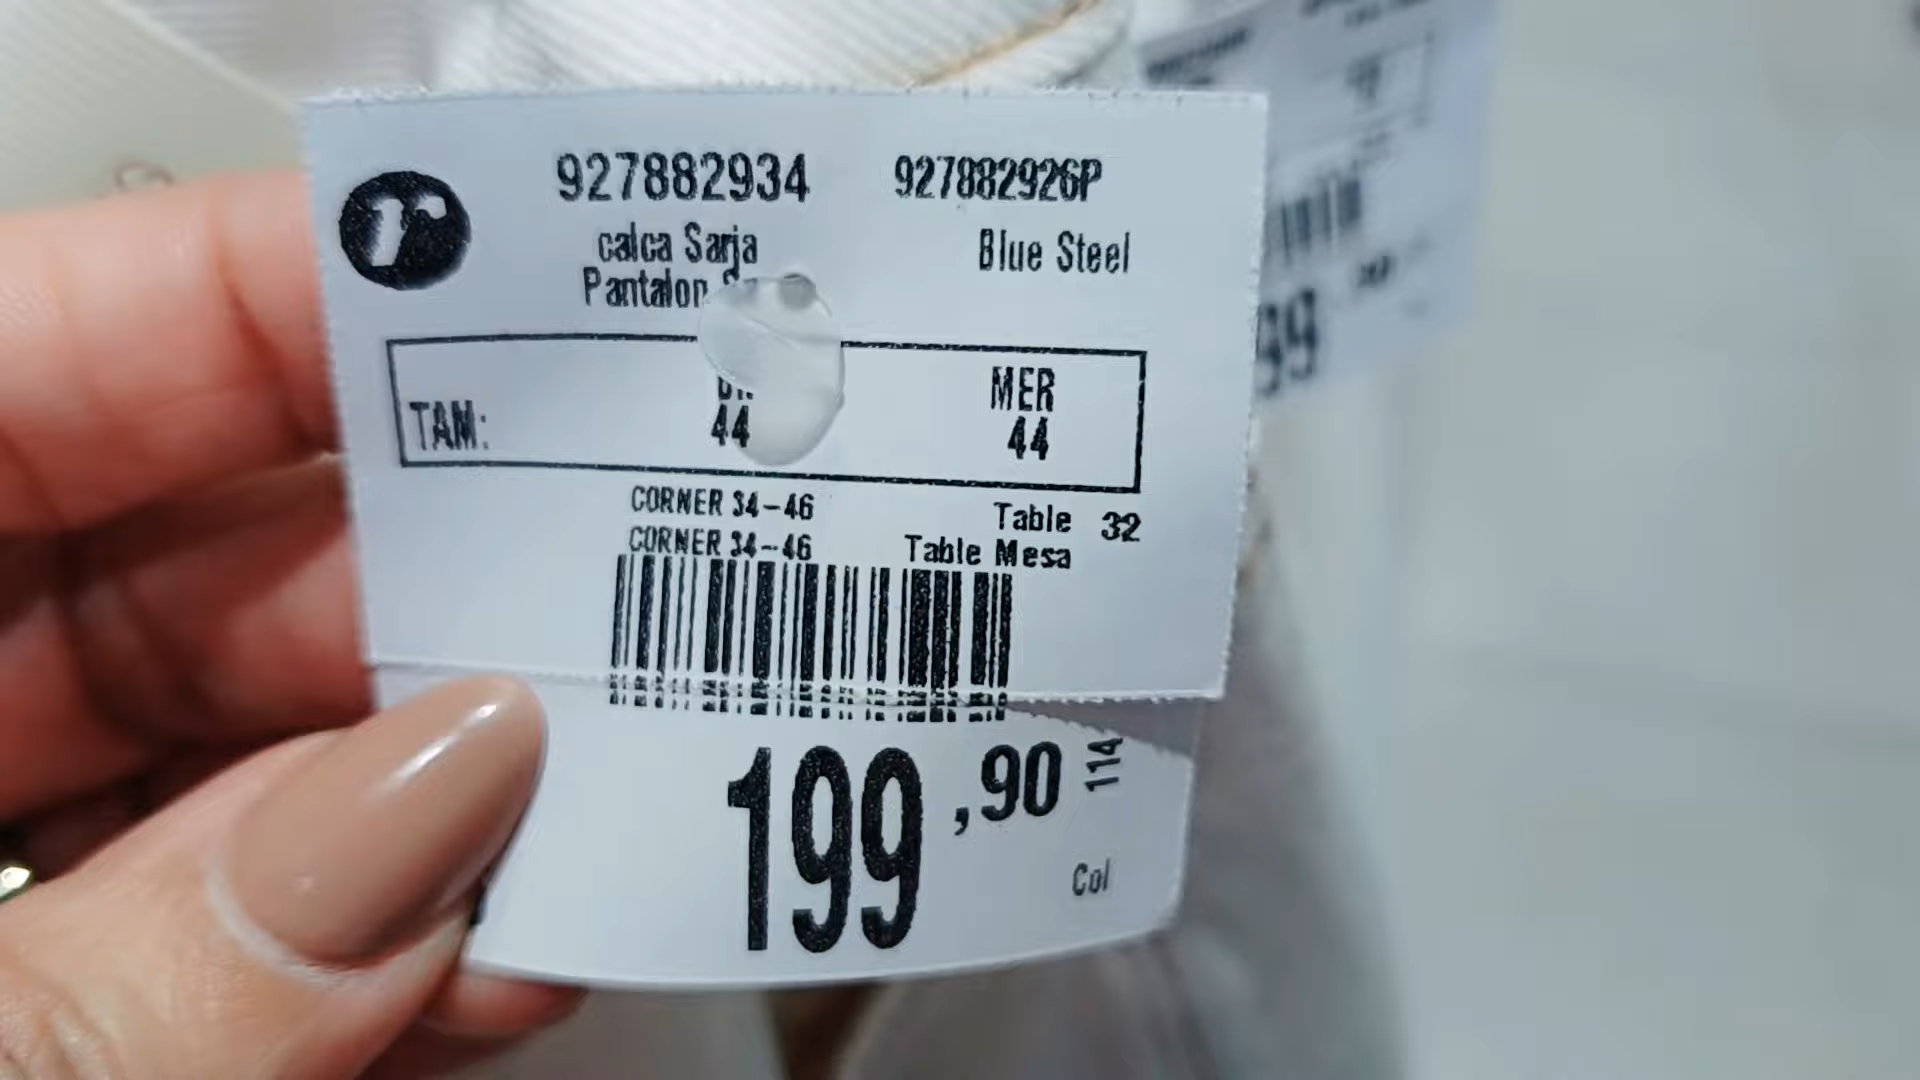 927882934 927882926P
calca Sarja Blue Steel
Pantalon
MER
TAM: 44 44
CORNER 34-46 Table 32
CORNER 34-46 Table Mesa
199,90 114
Col
99